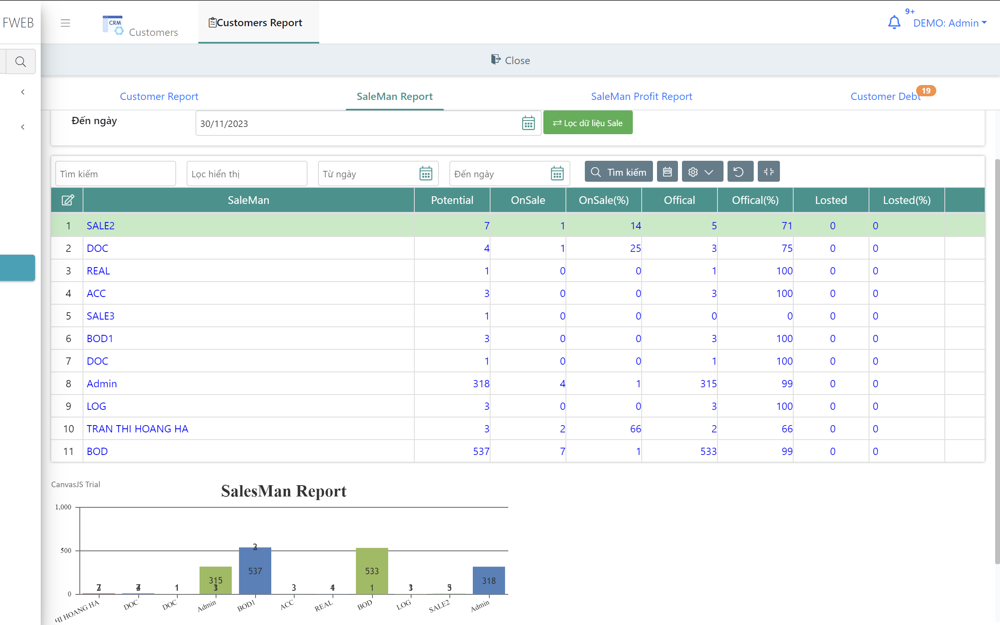 FWEB
CRM
Customers
Customers Report
9+
DEMO: Admin
Close
Customer Report
SaleMan Report
SaleMan Profit Report
Customer Debt
19
Đến ngày
30/11/2023
Lọc dữ liệu Sale
Tìm kiếm
Lọc hiển thị
Từ ngày
Đến ngày
Tìm kiếm
SaleMan Potential OnSale OnSale(%) Offical Offical(%) Losted Losted(%)
1 SALE2 7 1 14 5 71 0 0
2 DOC 4 1 25 3 75 0 0
3 REAL 1 0 0 1 100 0 0
4 ACC 3 0 0 3 100 0 0
5 SALE3 1 0 0 0 0 0 0
6 BOD1 3 0 0 3 100 0 0
7 DOC 1 0 0 1 100 0 0
8 Admin 318 4 1 315 99 0 0
9 LOG 3 0 0 3 100 0 0
10 TRAN THI HOANG HA 3 2 66 2 66 0 0
11 BOD 537 7 1 533 99 0 0
CanvasJS Trial
SalesMan Report
1,000
500
0
315
537
3
533
1
1
318
HI HOANG HA
DOC
DOC
Admin
BOD1
ACC
REAL
BOD
LOG
SALE2
Admin